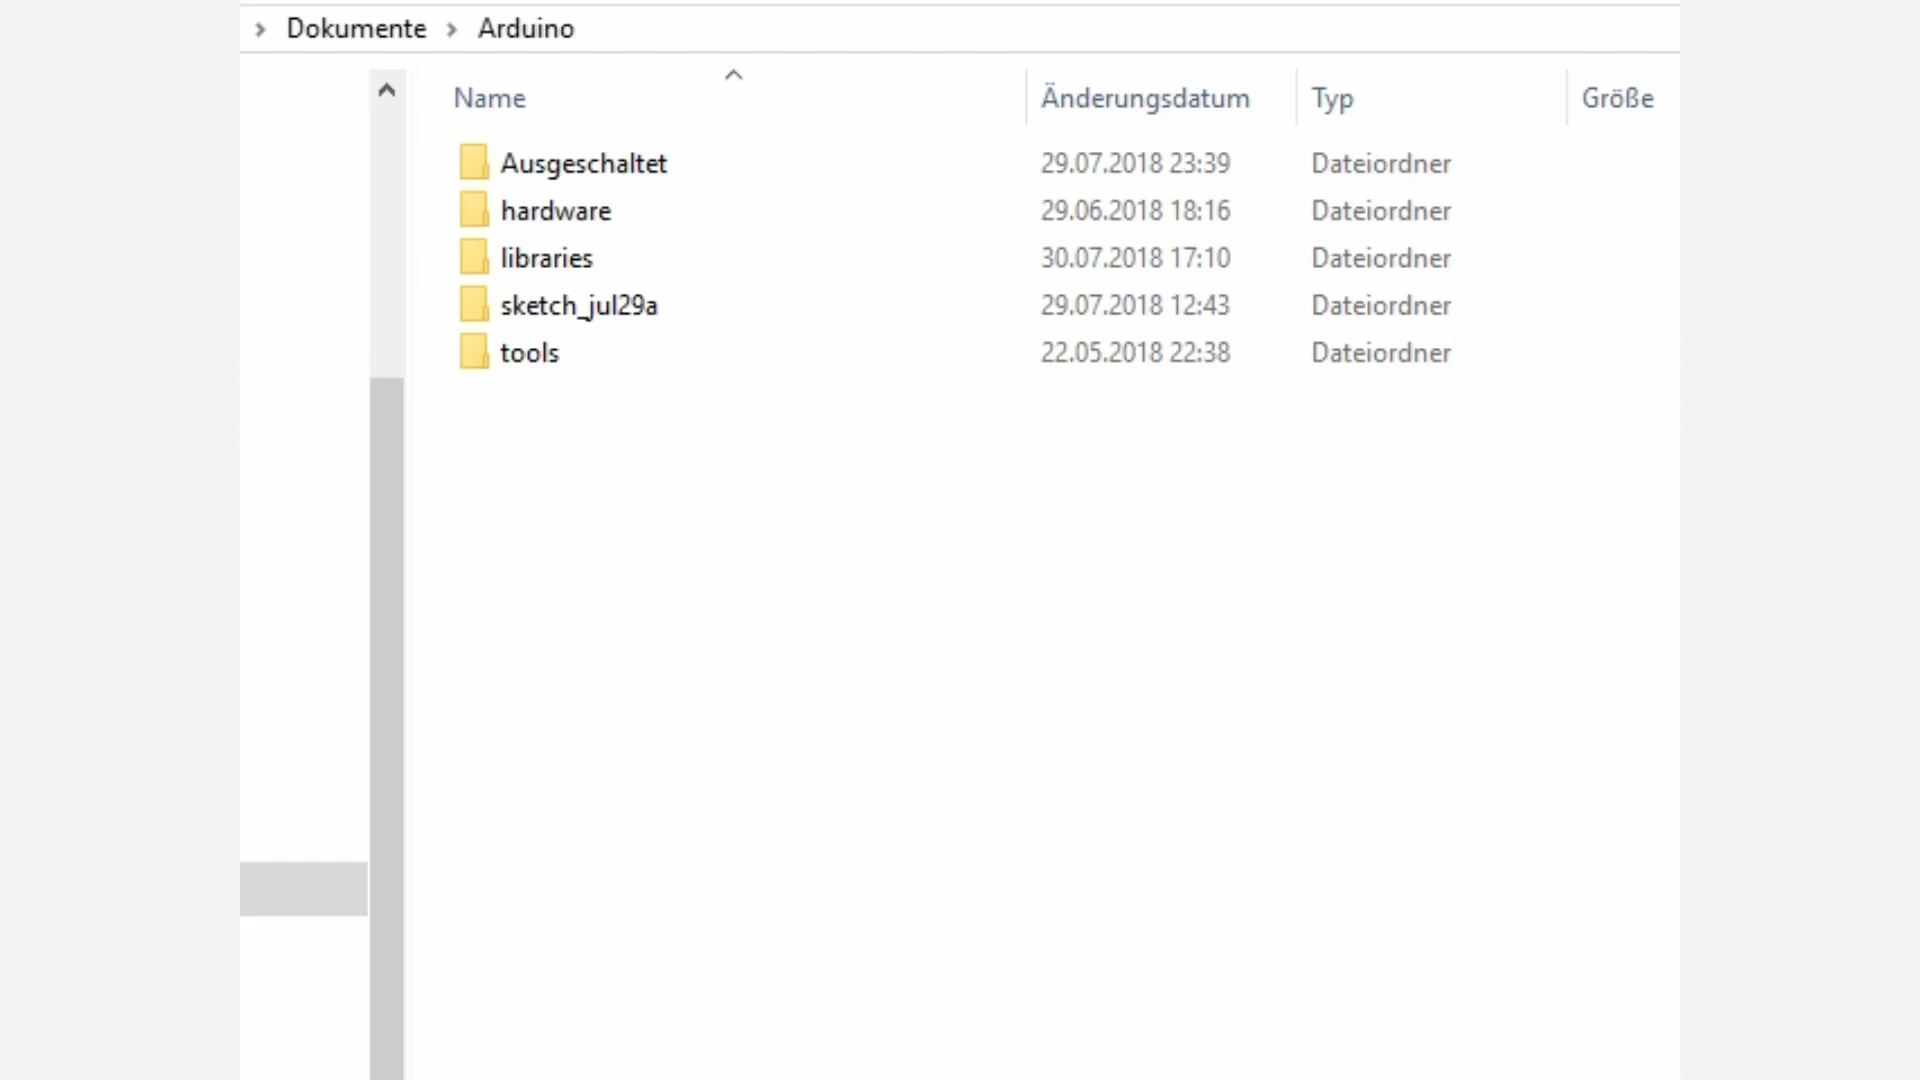 Dokumente > Arduino
Name Änderungsdatum Typ Größe
Ausgeschaltet 29.07.2018 23:39 Dateiordner
hardware 29.06.2018 18:16 Dateiordner
libraries 30.07.2018 17:10 Dateiordner
sketch_jul29a 29.07.2018 12:43 Dateiordner
tools 22.05.2018 22:38 Dateiordner